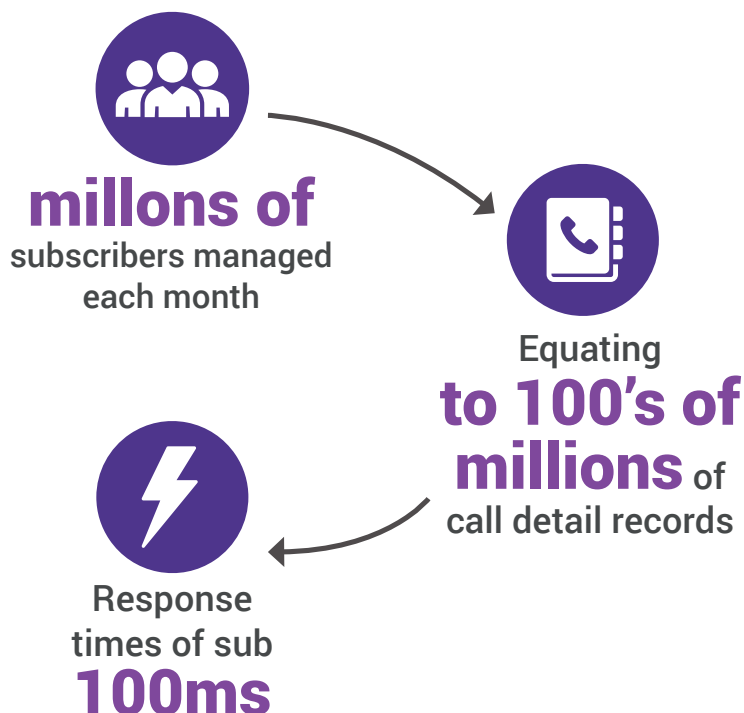 millons of
subscribers managed
each month
Equating
to 100’s of
millions of
call detail records
Response
times of sub
100ms